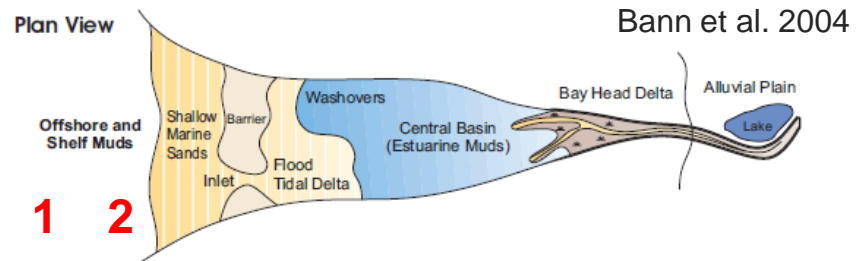 Plan View
Bann et al. 2004
Offshore and
Shelf Muds
Shallow
Marine
Sands
Barrier
Inlet
Flood
Tidal Delta
Washovers
Central Basin
(Estuarine Muds)
Bay Head Delta
Alluvial Plain
Lake
1 2